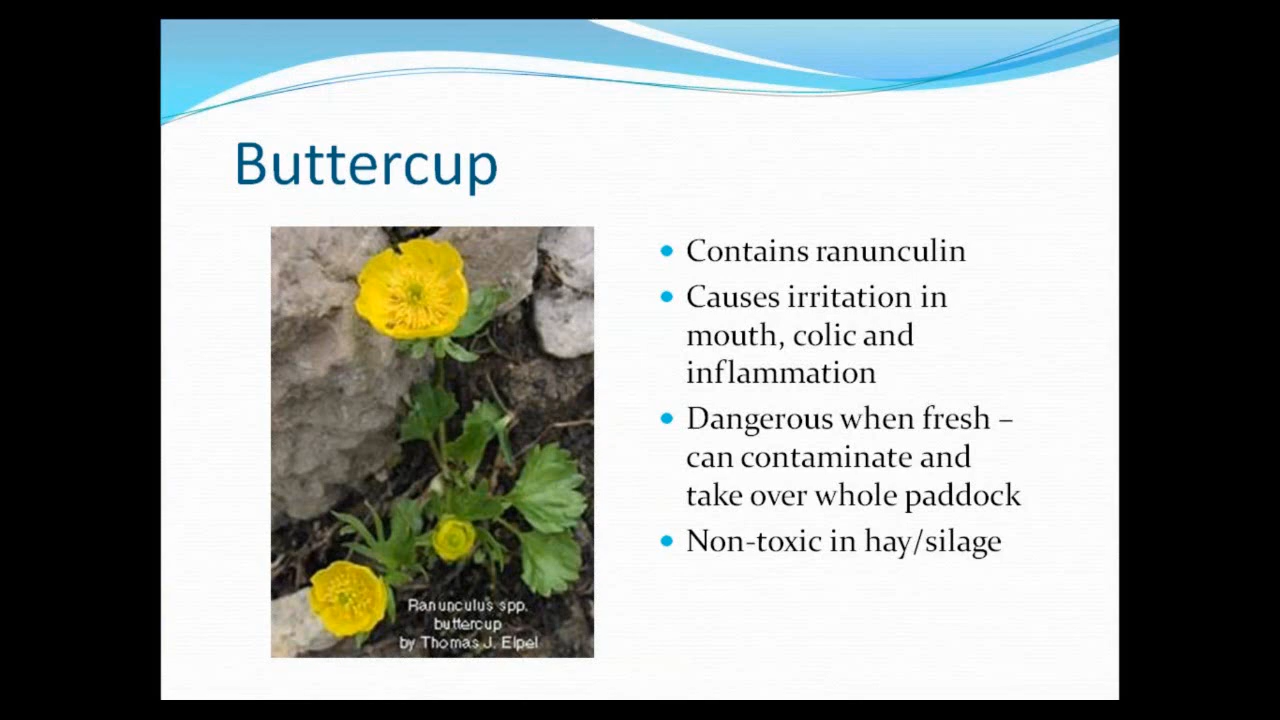 Buttercup
Contains ranunculin
Causes irritation in
mouth, colic and
inflammation
Dangerous when fresh –
can contaminate and
take over whole paddock
Non-toxic in hay/silage
Ranunculus spp.
buttercup
by Thomas J. Elpel